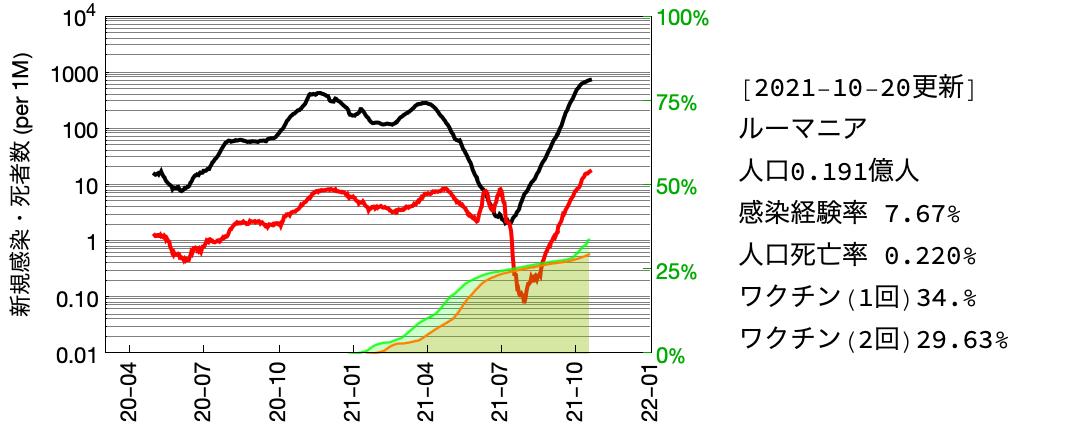 新規感染・死者数 (per 1M)
10^4
1000
100
10
1
0.10
0.01
100%
75%
50%
25%
0%
20-04
20-07
20-10
21-01
21-04
21-07
21-10
22-01
[2021-10-20更新]
ルーマニア
人口0.191億人
感染経験率 7.67%
人口死亡率 0.220%
ワクチン(1回)34.%
ワクチン(2回)29.63%